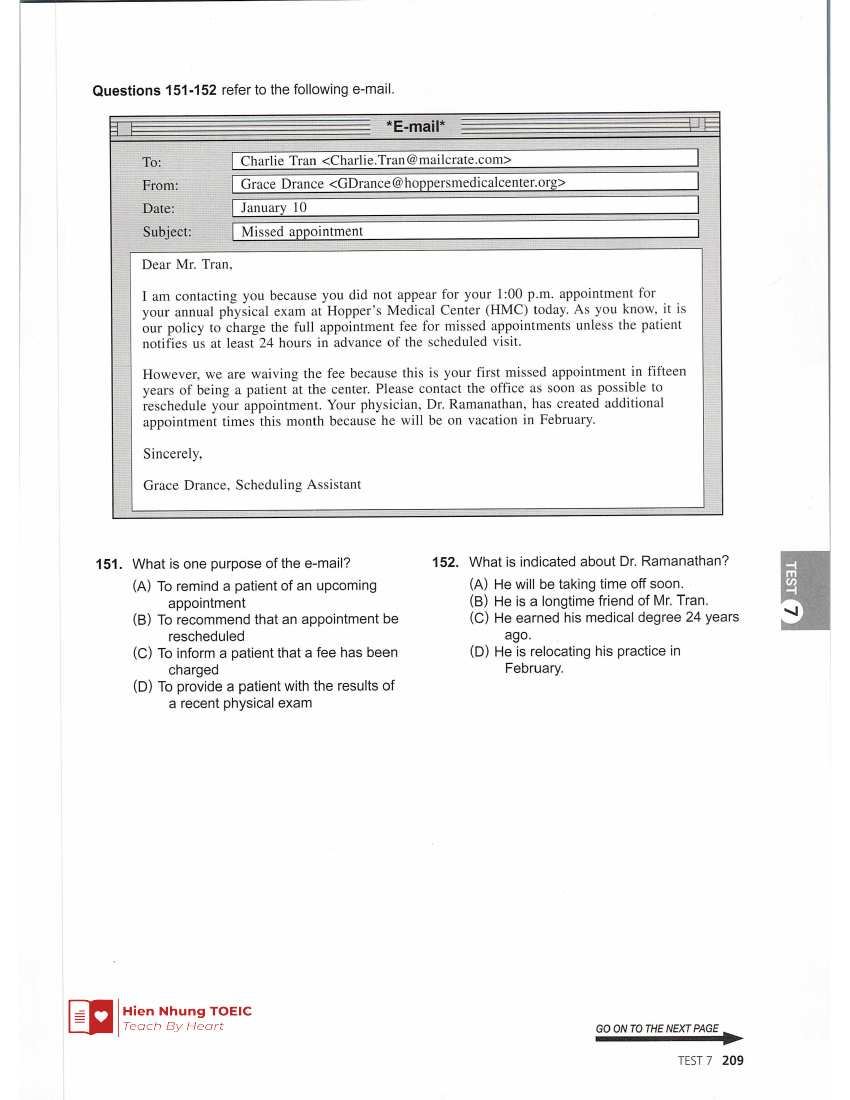 Questions 151-152 refer to the following e-mail.
*E-mail*
To: Charlie Tran <Charlie.Tran@mailcrate.com>
From: Grace Drance <GDrance@hoppersmedicalcenter.org>
Date: January 10
Subject: Missed appointment
Dear Mr. Tran,
I am contacting you because you did not appear for your 1:00 p.m. appointment for
your annual physical exam at Hopper's Medical Center (HMC) today. As you know, it is
our policy to charge the full appointment fee for missed appointments unless the patient
notifies us at least 24 hours in advance of the scheduled visit.
However, we are waiving the fee because this is your first missed appointment in fifteen
years of being a patient at the center. Please contact the office as soon as possible to
reschedule your appointment. Your physician, Dr. Ramanathan, has created additional
appointment times this month because he will be on vacation in February.
Sincerely,
Grace Drance, Scheduling Assistant
151. What is one purpose of the e-mail?
(A) To remind a patient of an upcoming
appointment
(B) To recommend that an appointment be
rescheduled
(C) To inform a patient that a fee has been
charged
(D) To provide a patient with the results of
a recent physical exam
152. What is indicated about Dr. Ramanathan?
(A) He will be taking time off soon.
(B) He is a longtime friend of Mr. Tran.
(C) He earned his medical degree 24 years
ago.
(D) He is relocating his practice in
February.
TEST 7
Hien Nhung TOEIC
Teach By Heart
GO ON TO THE NEXT PAGE
TEST 7 209